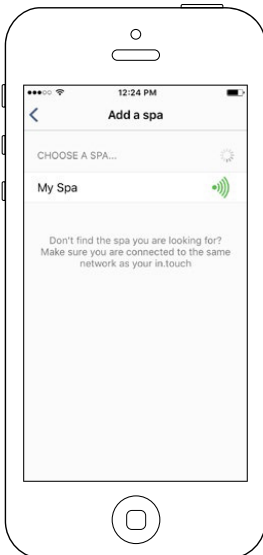 12:24 PM
Add a spa
CHOOSE A SPA...
My Spa
Don't find the spa you are looking for?
Make sure you are connected to the same
network as your in.touch